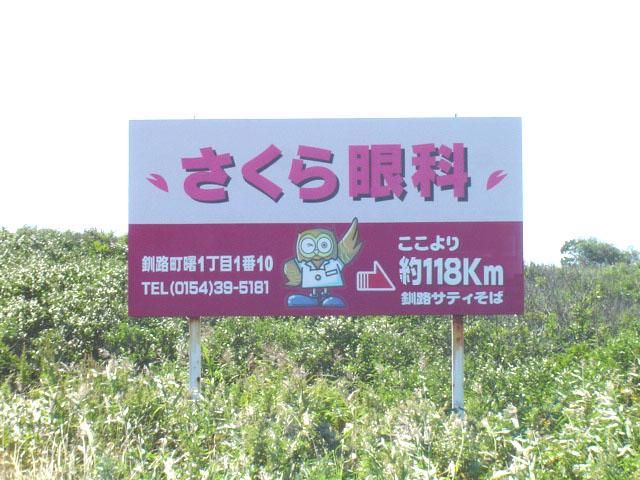 さくら眼科
釧路町曙1丁目1番10
TEL(0154)39-5181
ここより
約118Km
釧路サティそば